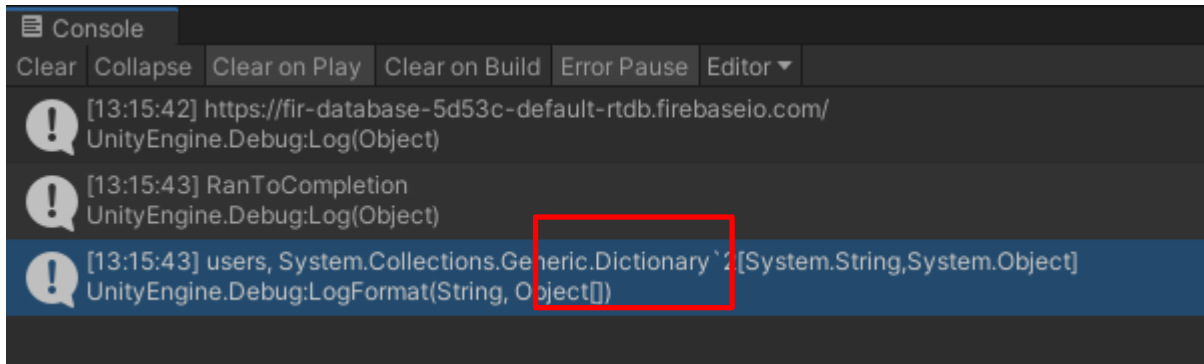 Console
Clear Collapse Clear on Play Clear on Build Error Pause Editor
[13:15:42] https://fir-database-5d53c-default-rtdb.firebaseio.com/
UnityEngine.Debug:Log(Object)
[13:15:43] RanToCompletion
UnityEngine.Debug:Log(Object)
[13:15:43] users, System.Collections.Generic.Dictionary`2[System.String,System.Object]
UnityEngine.Debug:LogFormat(String, Object[])